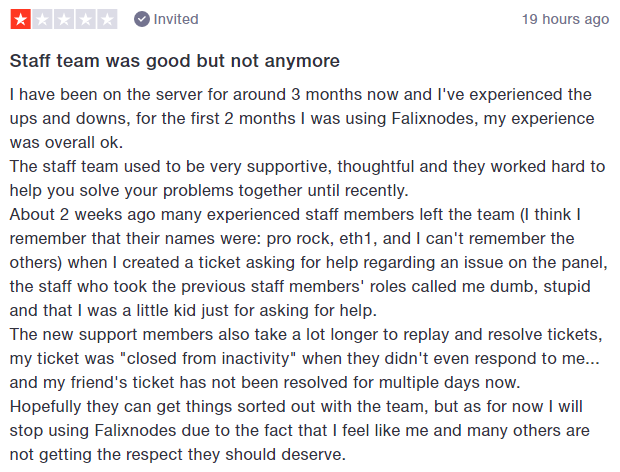 Invited
19 hours ago
Staff team was good but not anymore
I have been on the server for around 3 months now and I've experienced the
ups and downs, for the first 2 months I was using Falixnodes, my experience
was overall ok.
The staff team used to be very supportive, thoughtful and they worked hard to
help you solve your problems together until recently.
About 2 weeks ago many experienced staff members left the team (I think I
remember that their names were: pro rock, eth1, and I can't remember the
others) when I created a ticket asking for help regarding an issue on the panel,
the staff who took the previous staff members' roles called me dumb, stupid
and that I was a little kid just for asking for help.
The new support members also take a lot longer to replay and resolve tickets,
my ticket was "closed from inactivity" when they didn't even respond to me...
and my friend's ticket has not been resolved for multiple days now.
Hopefully they can get things sorted out with the team, but as for now I will
stop using Falixnodes due to the fact that I feel like me and many others are
not getting the respect they should deserve.